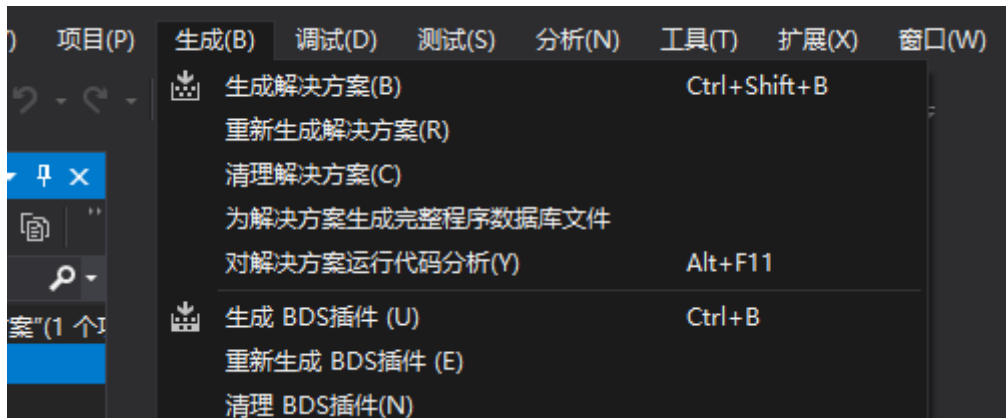 ) 项目(P) 生成(B) 调试(D) 测试(S) 分析(N) 工具(T) 扩展(X) 窗口(W)
生成解决方案(B) Ctrl+Shift+B
重新生成解决方案(R)
清理解决方案(C)
为解决方案生成完整程序数据库文件
对解决方案运行代码分析(Y) Alt+F11
案"(1 个
生成 BDS插件 (U) Ctrl+B
重新生成 BDS插件 (E)
清理 BDS插件(N)